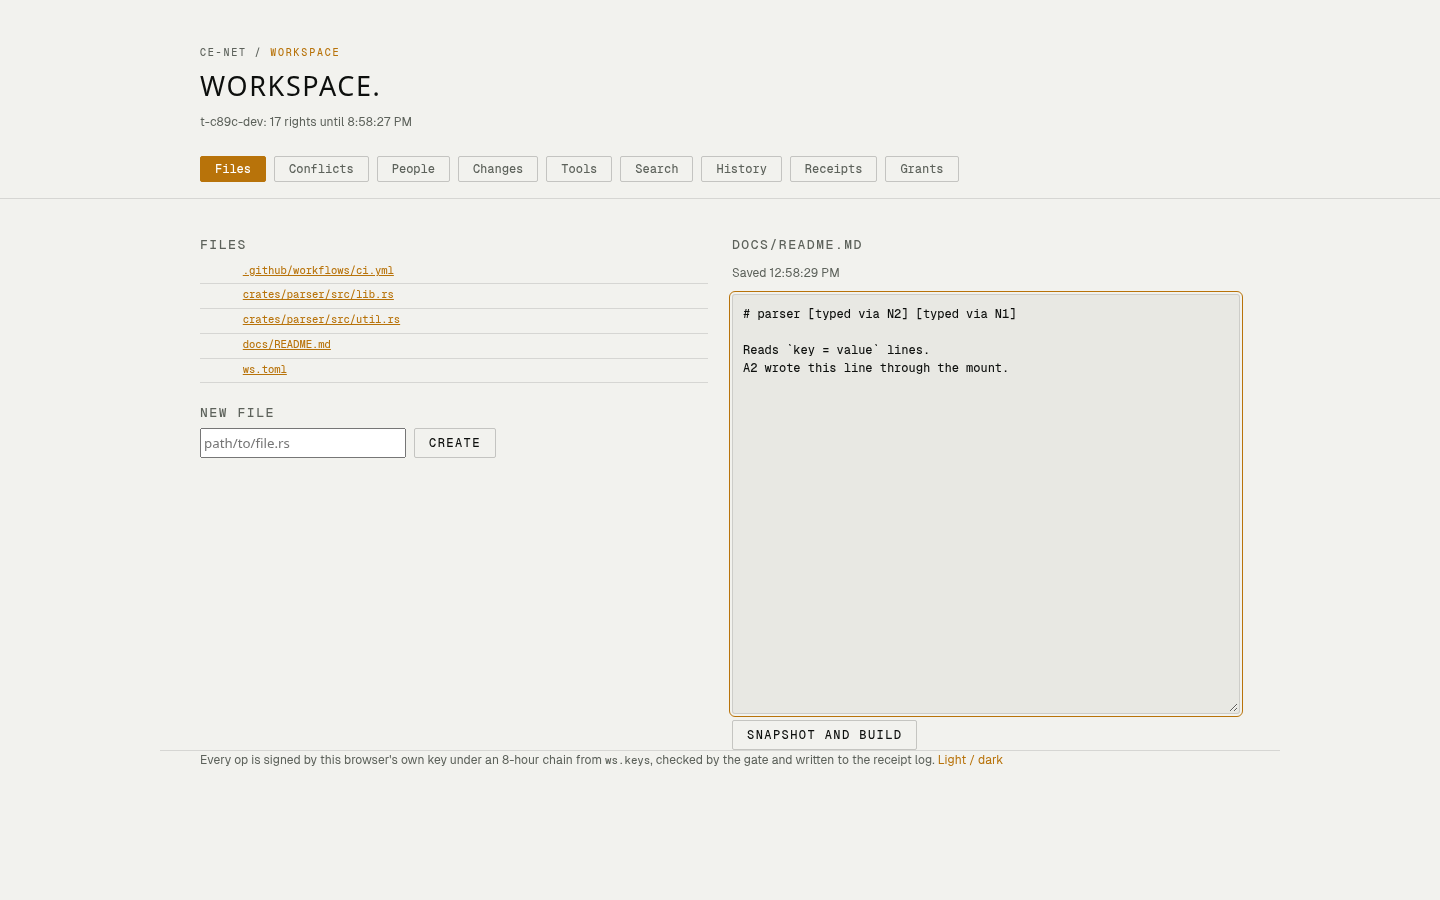 CE-NET / WORKSPACE
WORKSPACE.
t-c89c-dev: 17 rights until 8:58:27 PM
Files Conflicts People Changes Tools Search History Receipts Grants
FILES
.github/workflows/ci.yml
crates/parser/src/lib.rs
crates/parser/src/util.rs
docs/README.md
ws.toml
NEW FILE
path/to/file.rs CREATE
DOCS/README.MD
Saved 12:58:29 PM
# parser [typed via N2] [typed via N1]
Reads `key = value` lines.
A2 wrote this line through the mount.
SNAPSHOT AND BUILD
Every op is signed by this browser's own key under an 8-hour chain from ws.keys, checked by the gate and written to the receipt log. Light / dark